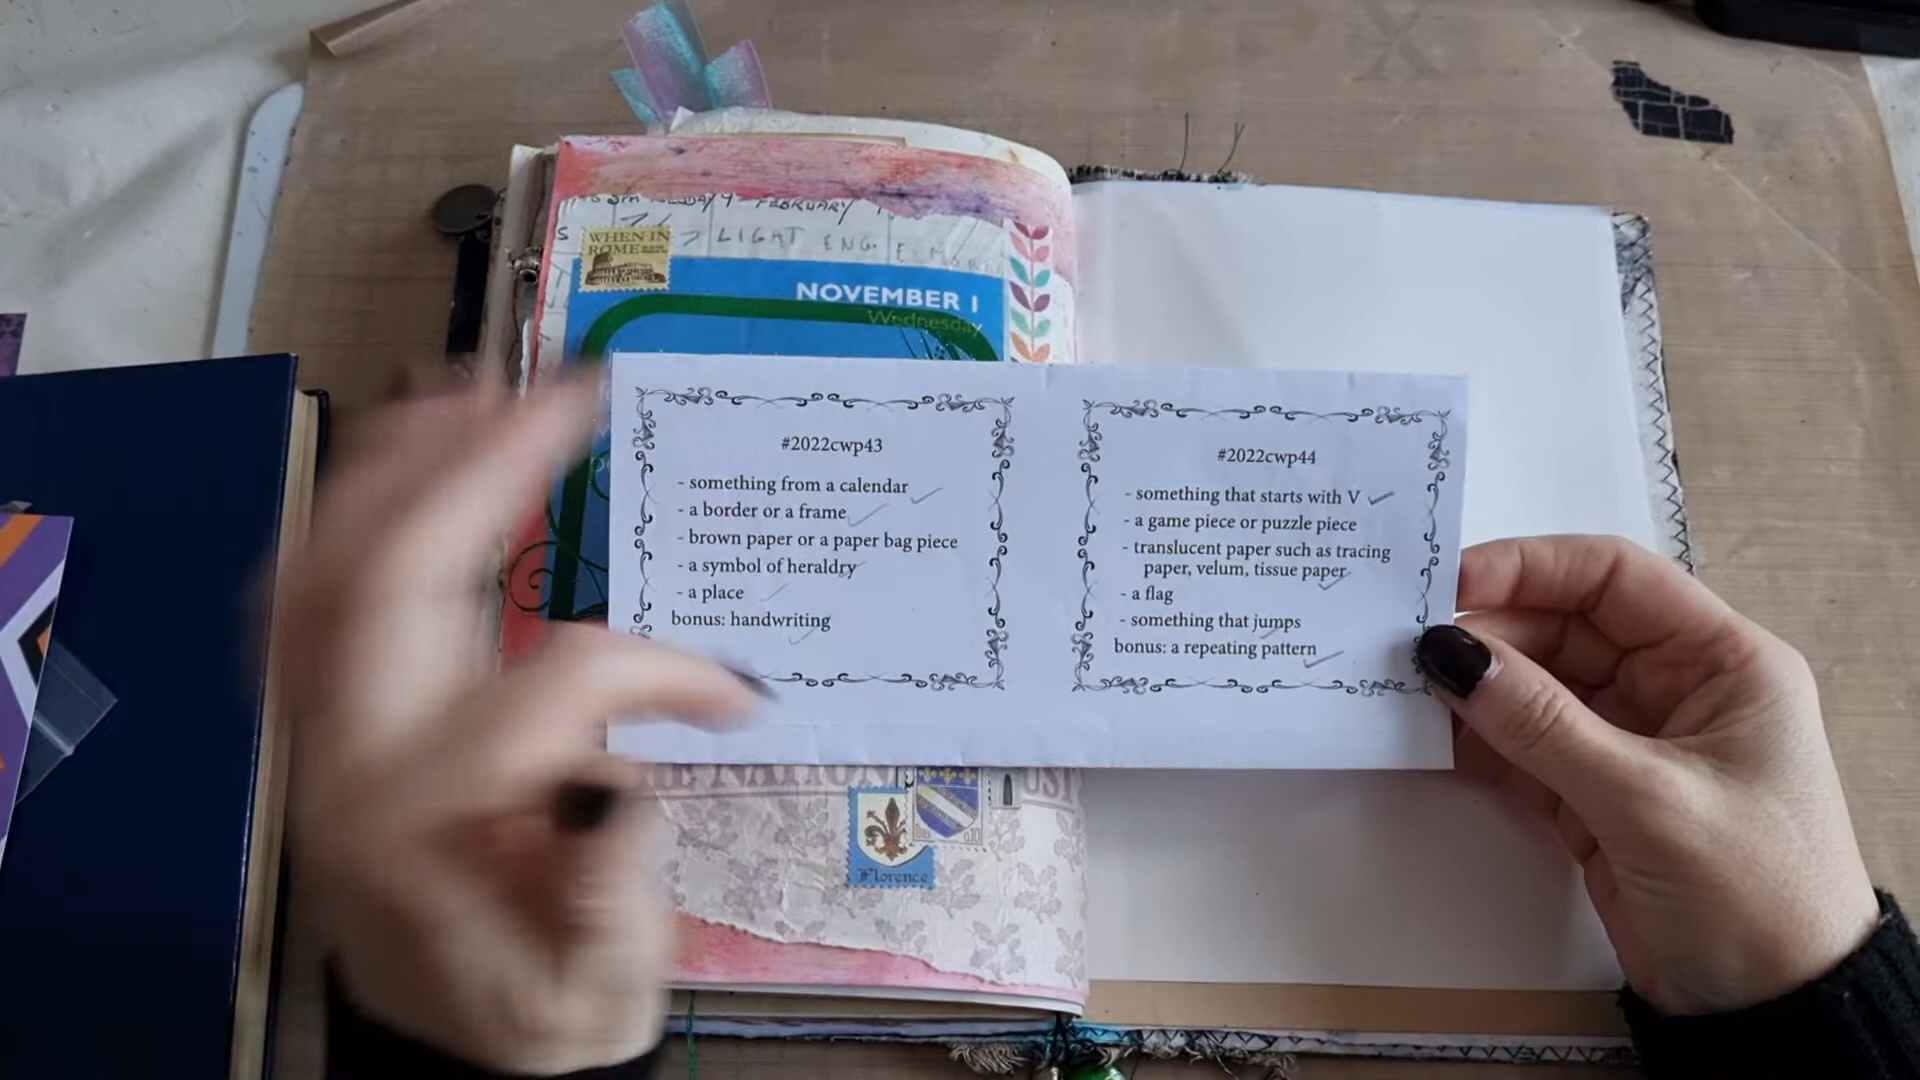 FEBRUARY
LIGHT ENG.
WHEN IN
ROME
NOVEMBER 1
Wednesday
#2022cwp43
- something from a calendar
- a border or a frame
- brown paper or a paper bag piece
- a symbol of heraldry
- a place
bonus: handwriting
#2022cwp44
- something that starts with V
- a game piece or puzzle piece
- translucent paper such as tracing
paper, velum, tissue paper
- a flag
- something that jumps
bonus: a repeating pattern
Florence